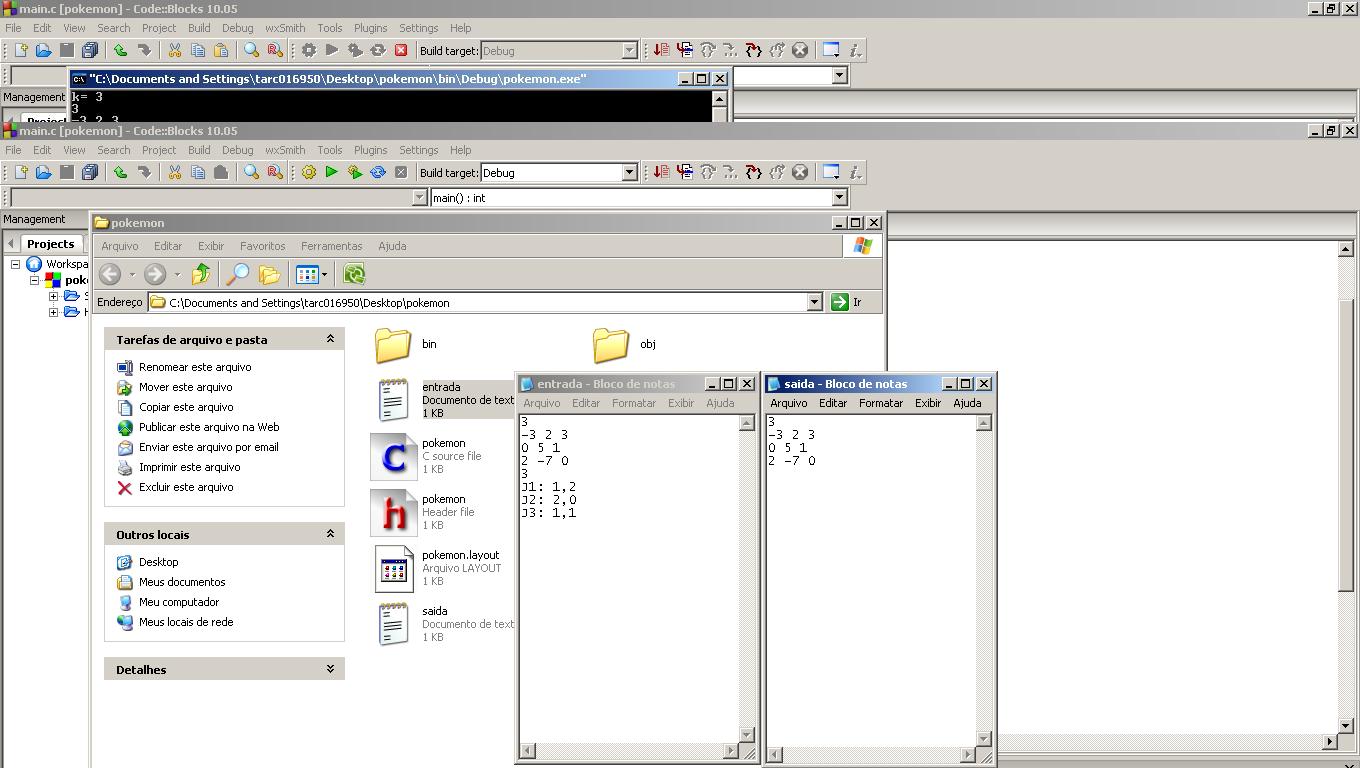 main.c [pokemon] - Code::Blocks 10.05
File Edit View Search Project Build Debug wxSmith Tools Plugins Settings Help
Build target: Debug
"C:\Documents and Settings\tarc016950\Desktop\pokemon\bin\Debug\pokemon.exe"
Management
k= 3
3
-3 2 3
Projec
main.c [pokemon] - Code::Blocks 10.05
File Edit View Search Project Build Debug wxSmith Tools Plugins Settings Help
Build target: Debug
main() : int
Management
Projects
Workspa
poke
pokemon
Arquivo Editar Exibir Favoritos Ferramentas Ajuda
Endereço C:\Documents and Settings\tarc016950\Desktop\pokemon Ir
Tarefas de arquivo e pasta
Renomear este arquivo
Mover este arquivo
Copiar este arquivo
Publicar este arquivo na Web
Enviar este arquivo por email
Imprimir este arquivo
Excluir este arquivo
Outros locais
Desktop
Meus documentos
Meu computador
Meus locais de rede
Detalhes
bin
obj
entrada
Documento de text
1 KB
pokemon
C source file
1 KB
pokemon
Header file
1 KB
pokemon.layout
Arquivo LAYOUT
1 KB
saida
Documento de text
1 KB
entrada - Bloco de notas
Arquivo Editar Formatar Exibir Ajuda
3
-3 2 3
0 5 1
2 -7 0
3
J1: 1,2
J2: 2,0
J3: 1,1
saida - Bloco de notas
Arquivo Editar Formatar Exibir Ajuda
3
-3 2 3
0 5 1
2 -7 0